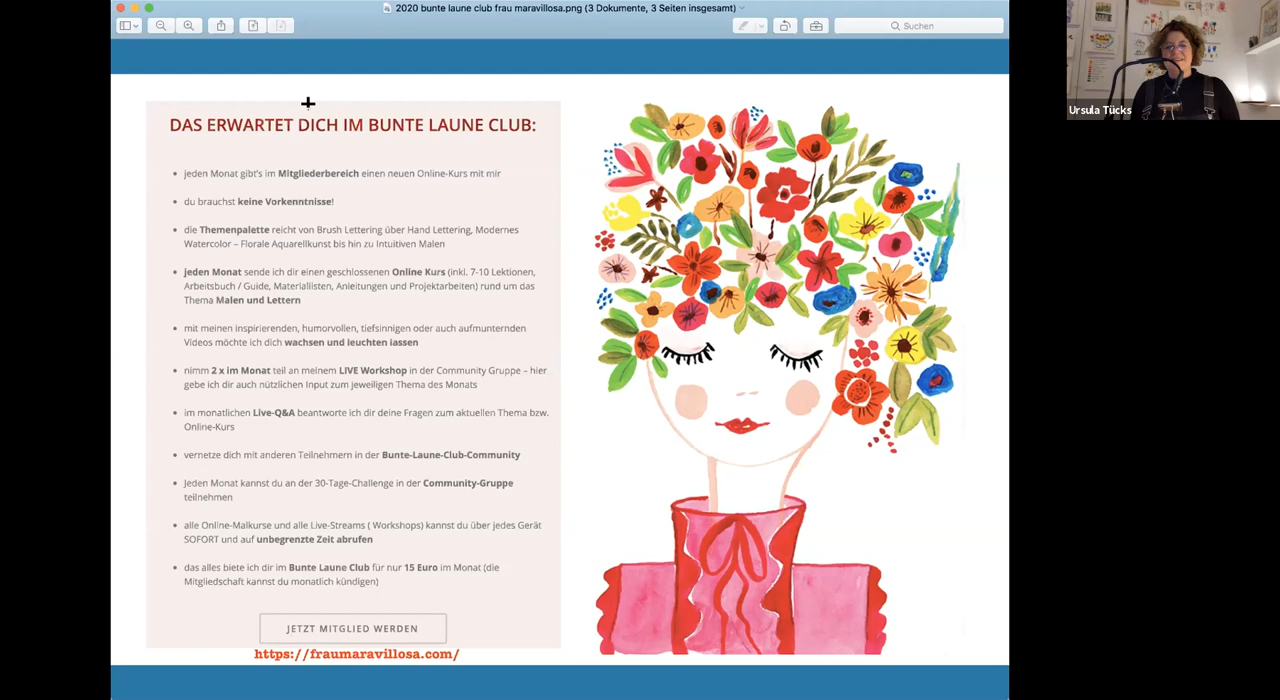 2020 bunte laune club frau maravillosa.png (3 Dokumente, 3 Seiten insgesamt)
Suchen
Ursula Tücks
DAS ERWARTET DICH IM BUNTE LAUNE CLUB:
jeden Monat gibt's im Mitgliederbereich einen neuen Online-Kurs mit mir
du brauchst keine Vorkenntnisse!
die Themenpalette reicht von Brush Lettering über Hand Lettering, Modernes
Watercolor – Florale Aquarellkunst bis hin zu Intuitiven Malen
jeden Monat sende ich dir einen geschlossenen Online Kurs (inkl. 7-10 Lektionen,
Arbeitsbuch / Guide, Materiallisten, Anleitungen und Projektarbeiten) rund um das
Thema Malen und Lettern
mit meinen inspirierenden, humorvollen, tiefsinnigen oder auch aufmunternden
Videos möchte ich dich wachsen und leuchten lassen
nimm 2 x im Monat teil an meinem LIVE Workshop in der Community Gruppe – hier
gebe ich dir auch nützlichen Input zum jeweiligen Thema des Monats
im monatlichen Live-Q&A beantworte ich dir deine Fragen zum aktuellen Thema bzw.
Online-Kurs
vernetze dich mit anderen Teilnehmern in der Bunte-Laune-Club-Community
Jeden Monat kannst du an der 30-Tage-Challenge in der Community-Gruppe
teilnehmen
alle Online-Malkurse und alle Live-Streams ( Workshops) kannst du über jedes Gerät
SOFORT und auf unbegrenzte Zeit abrufen
das alles biete ich dir im Bunte Laune Club für nur 15 Euro im Monat (die
Mitgliedschaft kannst du monatlich kündigen)
JETZT MITGLIED WERDEN
https://fraumaravillosa.com/